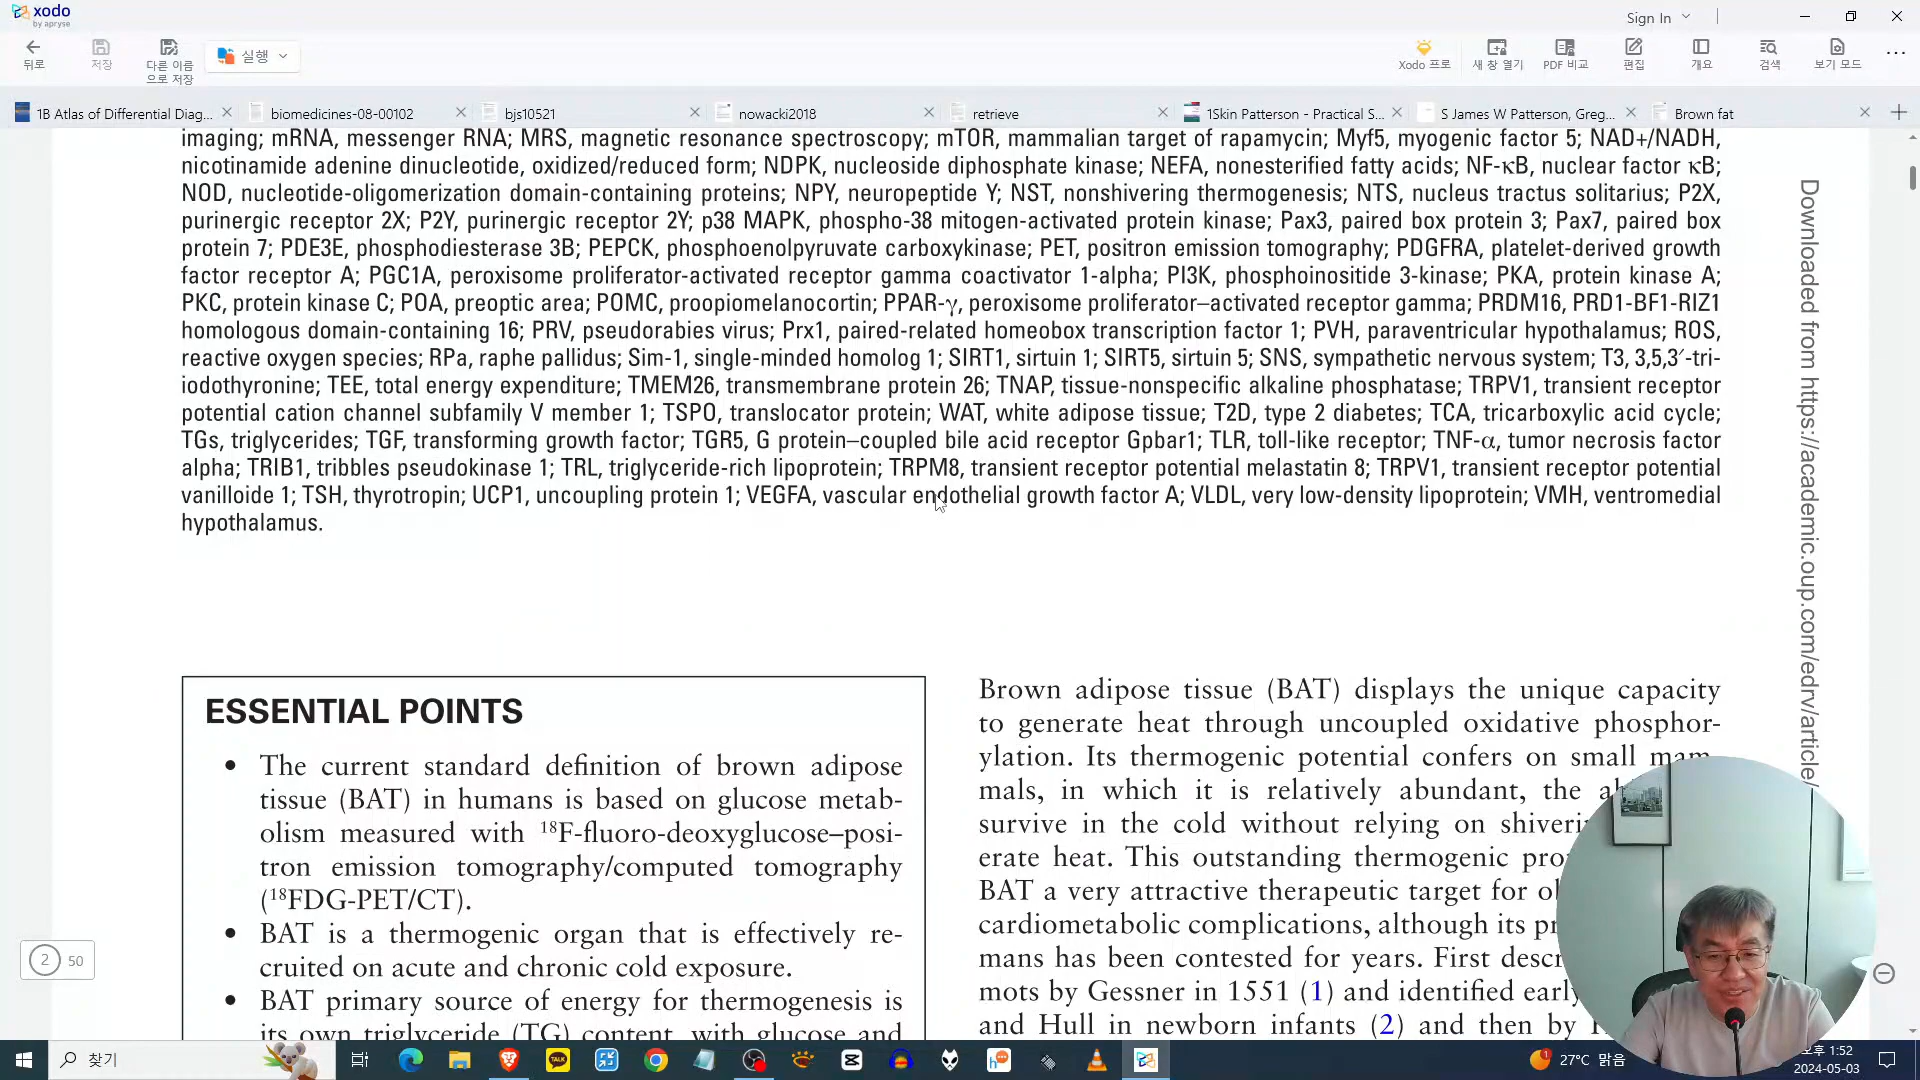 xodo
by apryse
Sign In
뒤로
저장
다른 이름
으로 저장
실행
Xodo 프로
새 창 열기
PDF 비교
편집
개요
검색
보기 모드
1B Atlas of Differential Diag...
biomedicines-08-00102
bjs10521
nowacki2018
retrieve
1Skin Patterson - Practical S...
S James W Patterson, Greg...
Brown fat
imaging; mRNA, messenger RNA; MRS, magnetic resonance spectroscopy; mTOR, mammalian target of rapamycin; Myf5, myogenic factor 5; NAD+/NADH,
nicotinamide adenine dinucleotide, oxidized/reduced form; NDPK, nucleoside diphosphate kinase; NEFA, nonesterified fatty acids; NF-κB, nuclear factor κB;
NOD, nucleotide-oligomerization domain-containing proteins; NPY, neuropeptide Y; NST, nonshivering thermogenesis; NTS, nucleus tractus solitarius; P2X,
purinergic receptor 2X; P2Y, purinergic receptor 2Y; p38 MAPK, phospho-38 mitogen-activated protein kinase; Pax3, paired box protein 3; Pax7, paired box
protein 7; PDE3E, phosphodiesterase 3B; PEPCK, phosphoenolpyruvate carboxykinase; PET, positron emission tomography; PDGFRA, platelet-derived growth
factor receptor A; PGC1A, peroxisome proliferator-activated receptor gamma coactivator 1-alpha; PI3K, phosphoinositide 3-kinase; PKA, protein kinase A;
PKC, protein kinase C; POA, preoptic area; POMC, proopiomelanocortin; PPAR-γ, peroxisome proliferator–activated receptor gamma; PRDM16, PRD1-BF1-RIZ1
homologous domain-containing 16; PRV, pseudorabies virus; Prx1, paired-related homeobox transcription factor 1; PVH, paraventricular hypothalamus; ROS,
reactive oxygen species; RPa, raphe pallidus; Sim-1, single-minded homolog 1; SIRT1, sirtuin 1; SIRT5, sirtuin 5; SNS, sympathetic nervous system; T3, 3,5,3′-tri-
iodothyronine; TEE, total energy expenditure; TMEM26, transmembrane protein 26; TNAP, tissue-nonspecific alkaline phosphatase; TRPV1, transient receptor
potential cation channel subfamily V member 1; TSPO, translocator protein; WAT, white adipose tissue; T2D, type 2 diabetes; TCA, tricarboxylic acid cycle;
TGs, triglycerides; TGF, transforming growth factor; TGR5, G protein–coupled bile acid receptor Gpbar1; TLR, toll-like receptor; TNF-α, tumor necrosis factor
alpha; TRIB1, tribbles pseudokinase 1; TRL, triglyceride-rich lipoprotein; TRPM8, transient receptor potential melastatin 8; TRPV1, transient receptor potential
vanilloide 1; TSH, thyrotropin; UCP1, uncoupling protein 1; VEGFA, vascular endothelial growth factor A; VLDL, very low-density lipoprotein; VMH, ventromedial
hypothalamus.
Downloaded from https://academic.oup.com/edrv/article/
ESSENTIAL POINTS
• The current standard definition of brown adipose
tissue (BAT) in humans is based on glucose metab-
olism measured with ¹⁸F-fluoro-deoxyglucose–posi-
tron emission tomography/computed tomography
(¹⁸FDG-PET/CT).
• BAT is a thermogenic organ that is effectively re-
cruited on acute and chronic cold exposure.
• BAT primary source of energy for thermogenesis is
its own triglyceride (TG) content, with glucose and
Brown adipose tissue (BAT) displays the unique capacity
to generate heat through uncoupled oxidative phosphor-
ylation. Its thermogenic potential confers on small mam-
mals, in which it is relatively abundant, the
survive in the cold without relying on
erate heat. This outstanding thermogenic
BAT a very attractive therapeutic target for
cardiometabolic complications, although its
mans has been contested for years. First
mots by Gessner in 1551 (1) and identified
and Hull in newborn infants (2) and then by
2 50
찾기
TALK
27°C 맑음
오후 1:52
2024-05-03